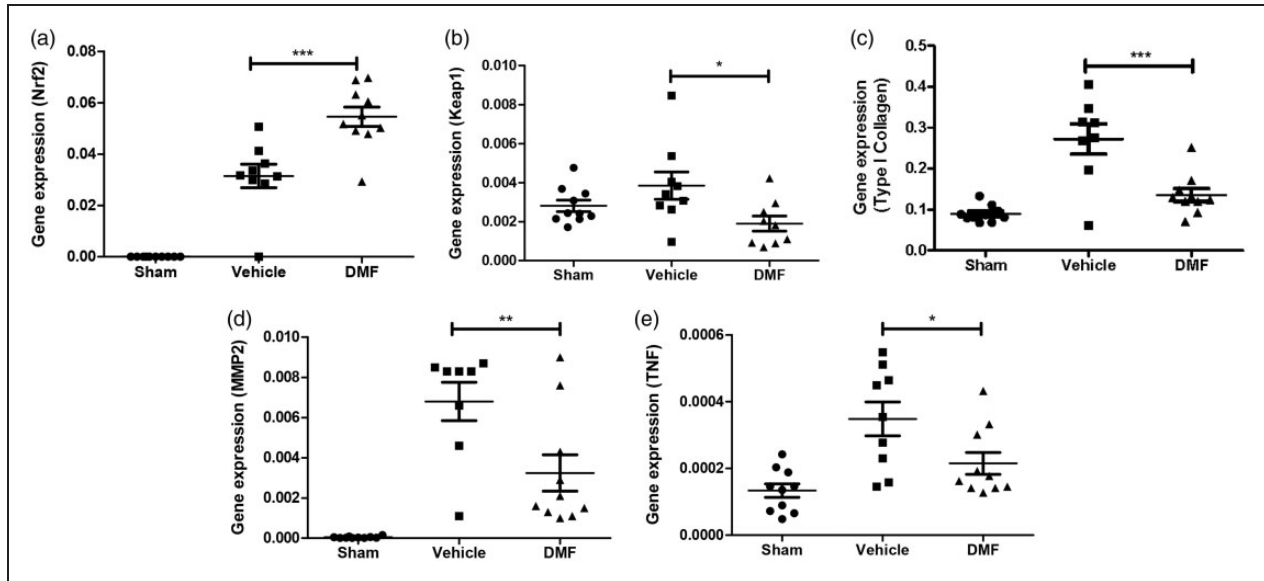 (a)
Gene expression (Nrf2)
0.08
0.06
0.04
0.02
0.00
***
Sham Vehicle DMF
(b)
Gene expression (Keap1)
0.010
0.008
0.006
0.004
0.002
0.000
*
Sham Vehicle DMF
(c)
Gene expression
(Type I Collagen)
0.5
0.4
0.3
0.2
0.1
0.0
***
Sham Vehicle DMF
(d)
Gene expression (MMP2)
0.010
0.008
0.006
0.004
0.002
0.000
**
Sham Vehicle DMF
(e)
Gene expression (TNF)
0.0006
0.0004
0.0002
0.0000
*
Sham Vehicle DMF